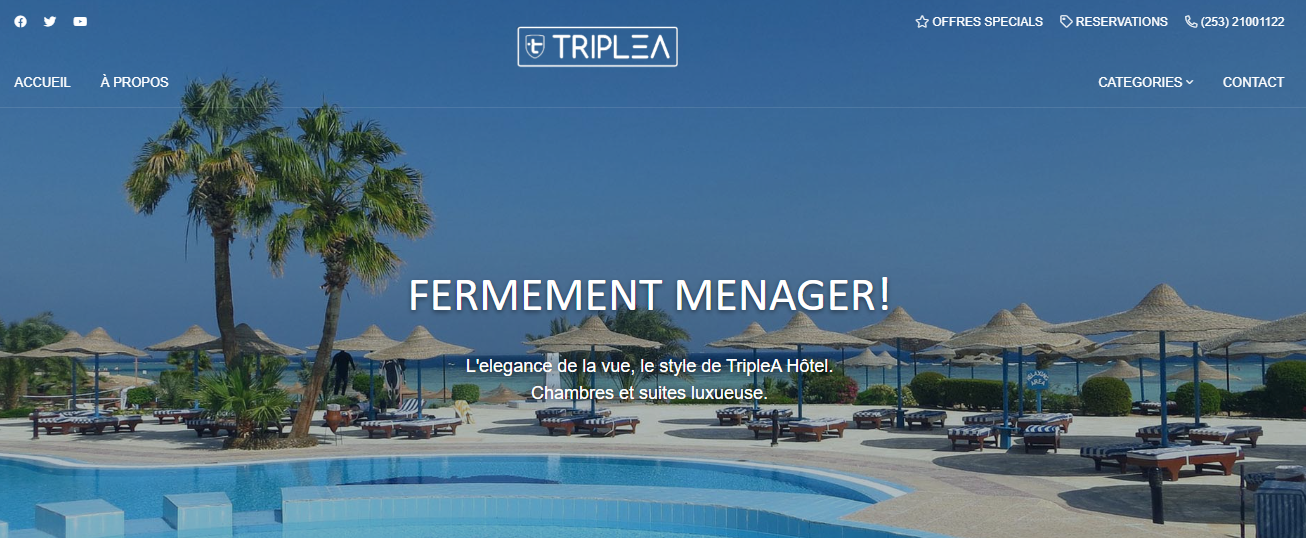 OFFRES SPECIALS
RESERVATIONS
(253) 21001122
TRIPLEA
ACCUEIL
À PROPOS
CATEGORIES
CONTACT
FERMEMENT MENAGER!
L'elegance de la vue, le style de TripleA Hôtel.
Chambres et suites luxueuse.